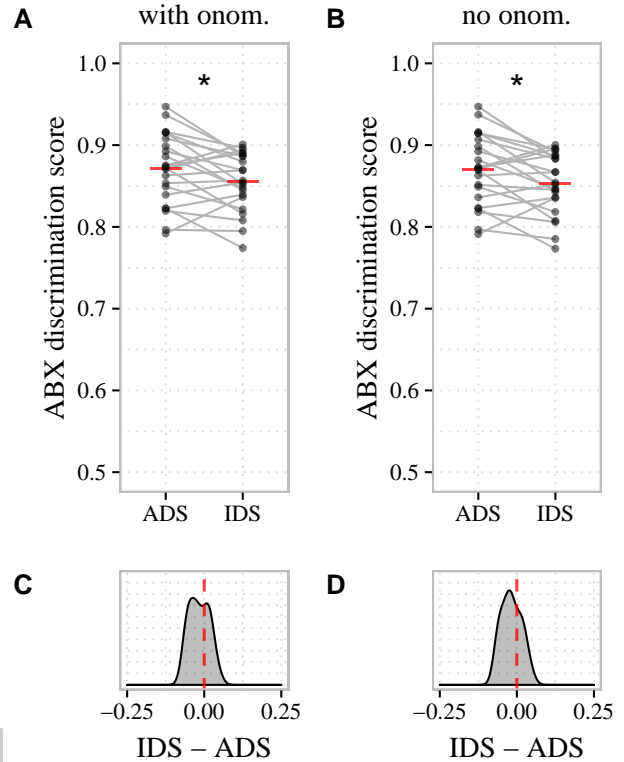 A with onom.
B no onom.
ABX discrimination score
1.0
0.9
0.8
0.7
0.6
0.5
*
ADS IDS
ABX discrimination score
1.0
0.9
0.8
0.7
0.6
0.5
*
ADS IDS
C
−0.25 0.00 0.25
IDS − ADS
D
−0.25 0.00 0.25
IDS − ADS